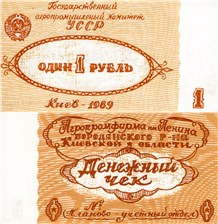 Государственный
агропромышленный Комитет
УССР
ОДИН 1 РУБЛЬ
Киев - 1989
1
Агропромфирма им. Ленина
Бородянского р-на
Киевской области
Денежный
чек
№
Планово-учетный отдел